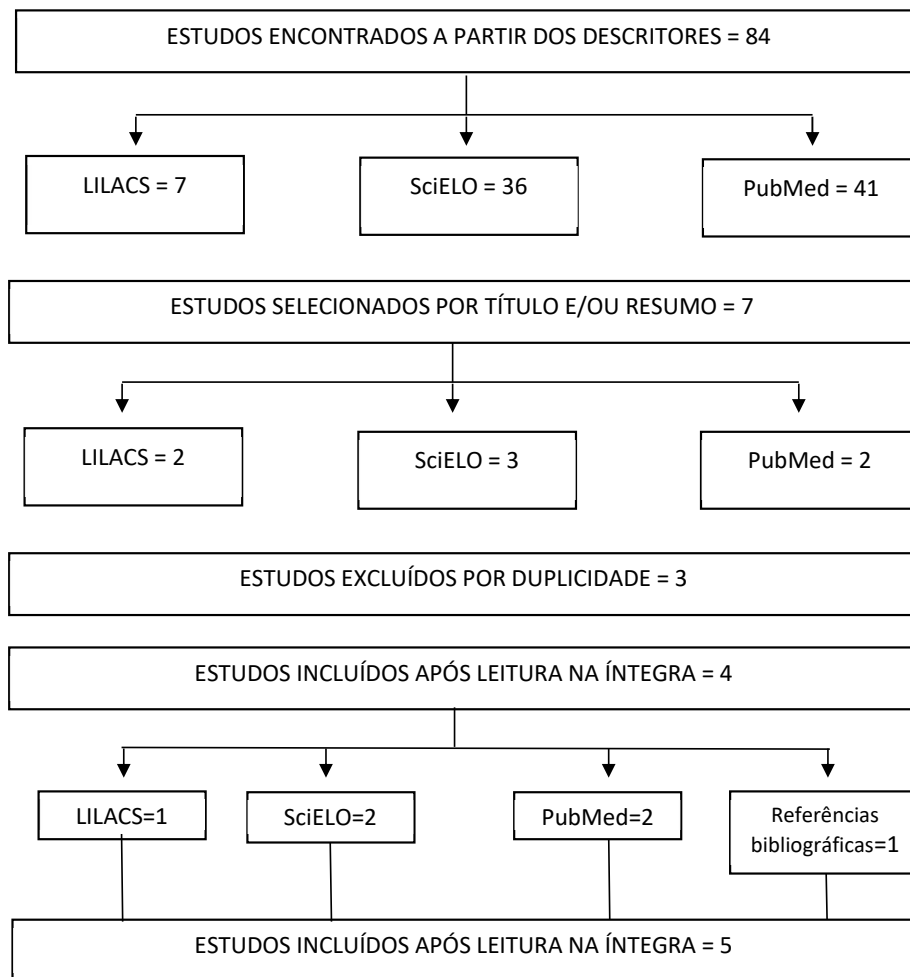 ESTUDOS ENCONTRADOS A PARTIR DOS DESCRITORES = 84
LILACS = 7
SciELO = 36
PubMed = 41
ESTUDOS SELECIONADOS POR TÍTULO E/OU RESUMO = 7
LILACS = 2
SciELO = 3
PubMed = 2
ESTUDOS EXCLUÍDOS POR DUPLICIDADE = 3
ESTUDOS INCLUÍDOS APÓS LEITURA NA ÍNTEGRA = 4
LILACS=1
SciELO=2
PubMed=2
Referências
bibliográficas=1
ESTUDOS INCLUÍDOS APÓS LEITURA NA ÍNTEGRA = 5